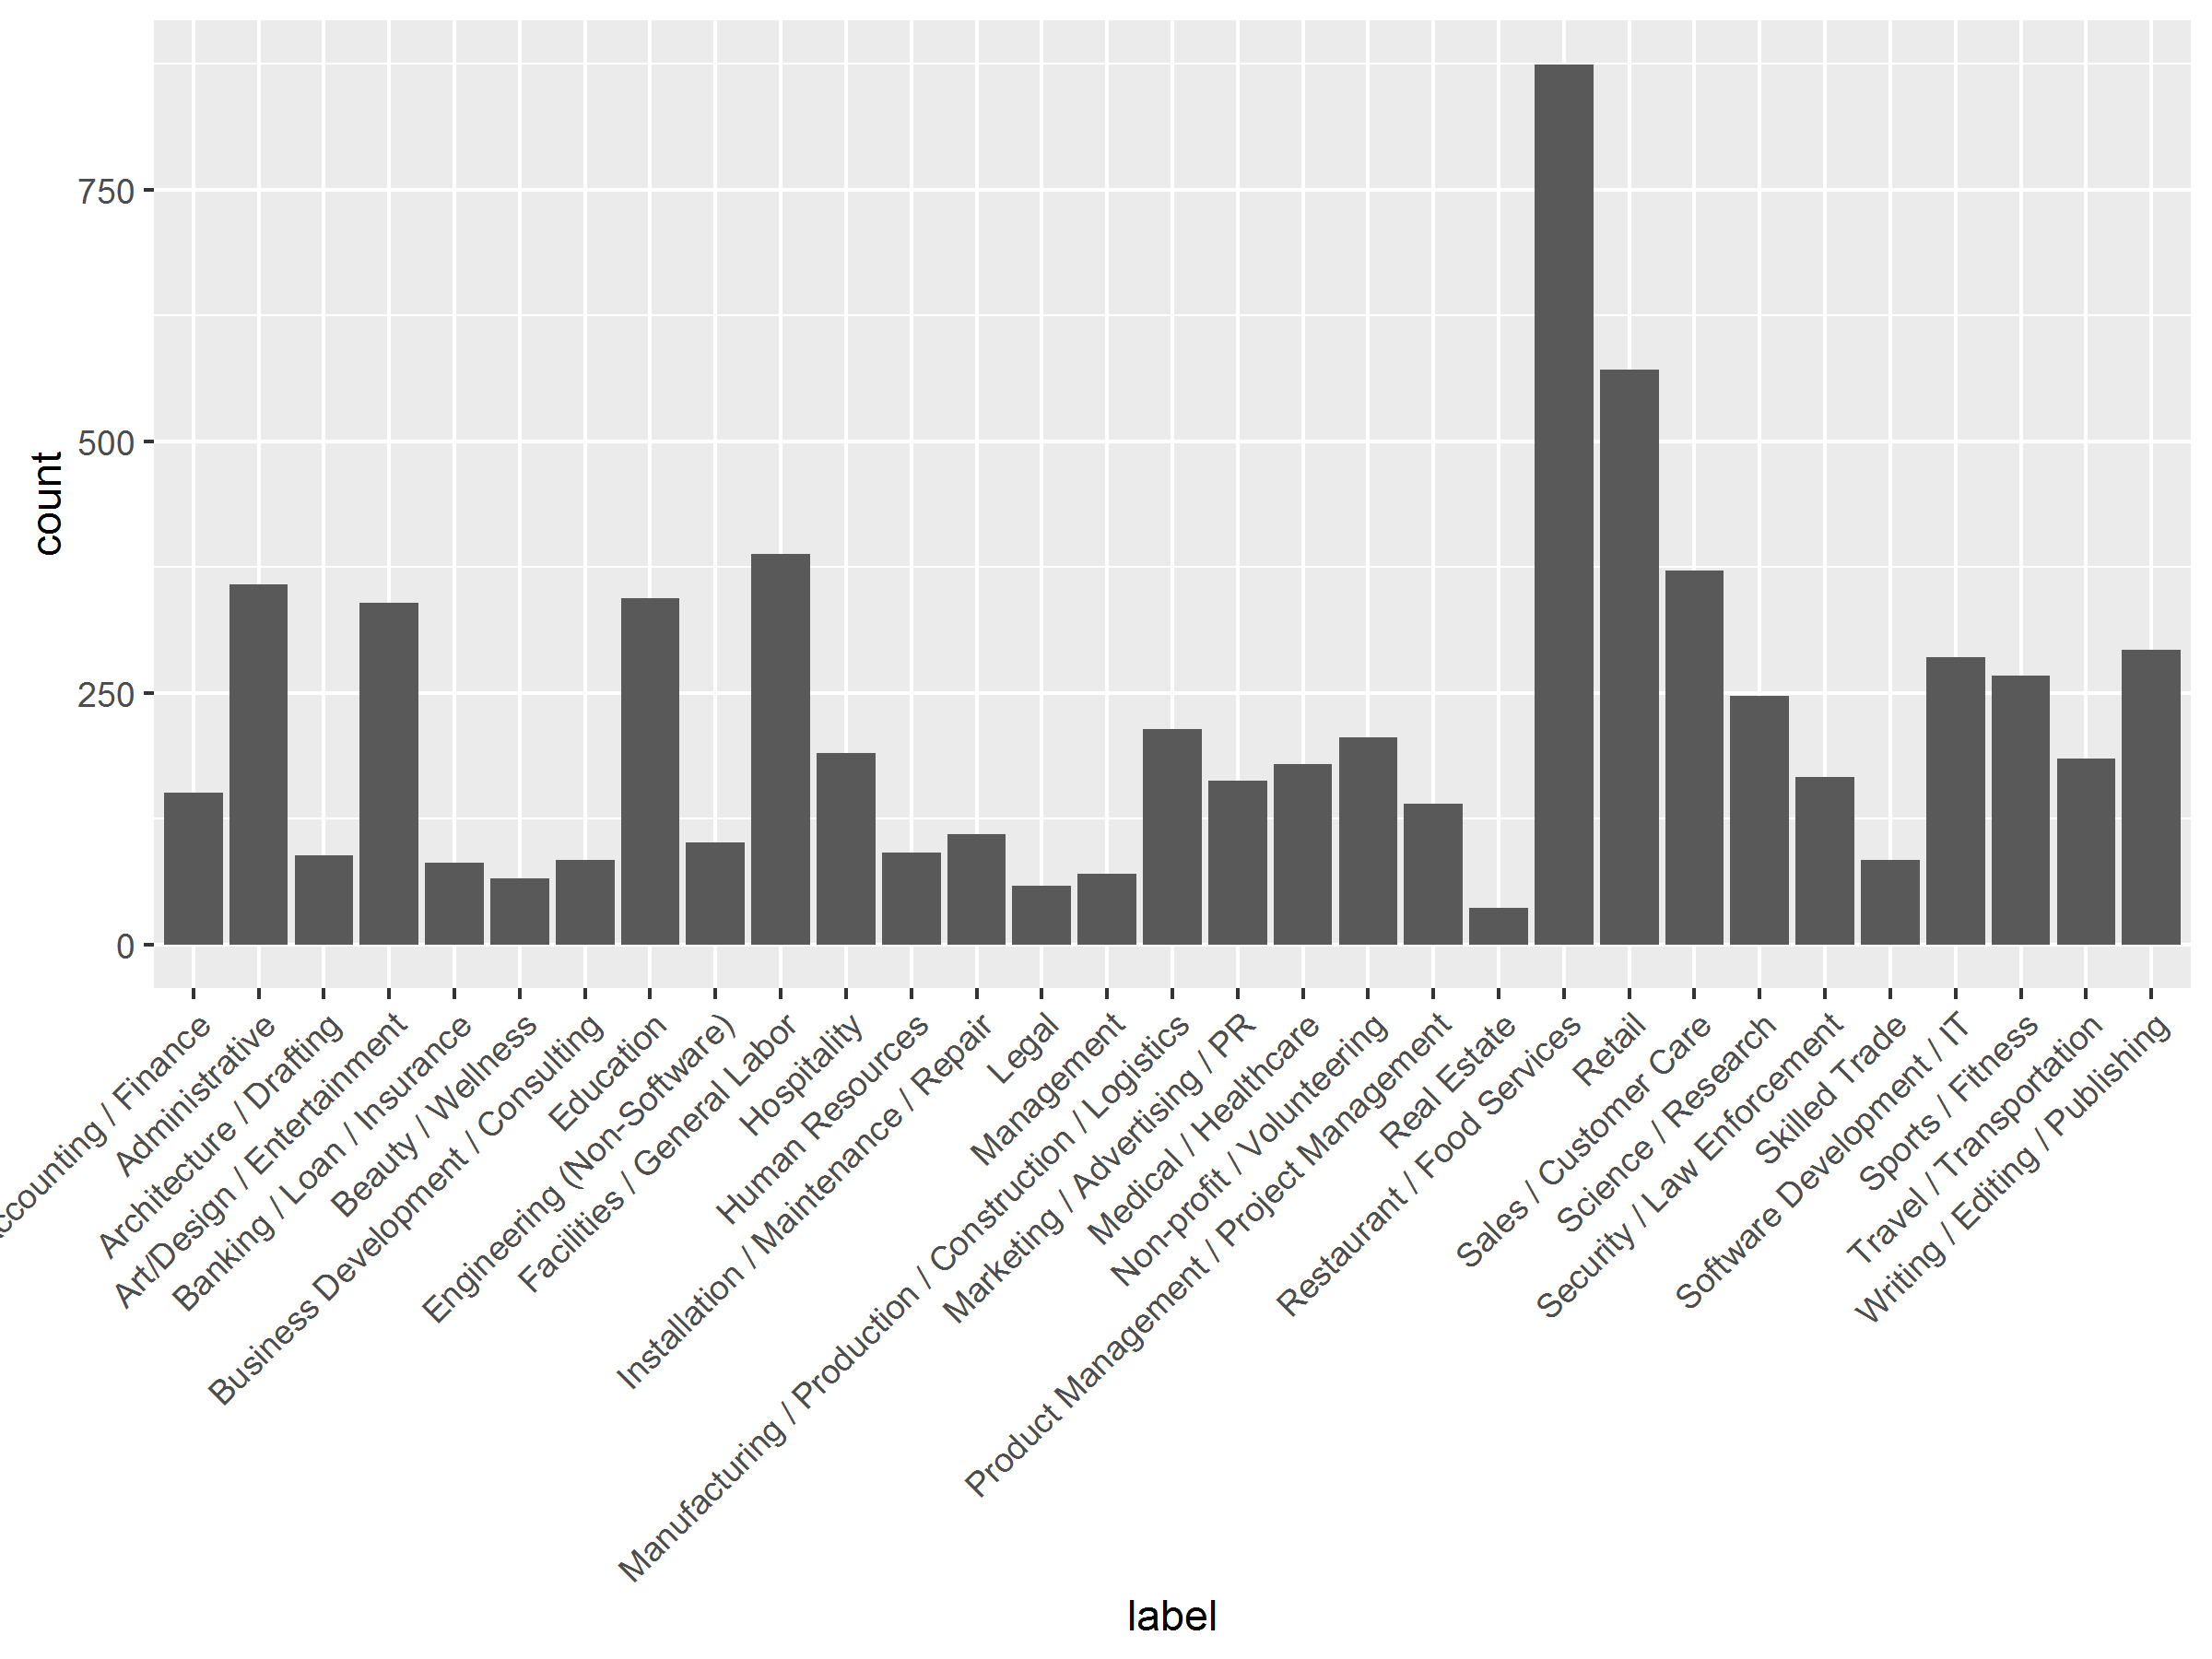 count
750
500
250
0
ccounting / Finance
Administrative
Architecture / Drafting
Art/Design / Entertainment
Banking / Loan / Insurance
Beauty / Wellness
Business Development / Consulting
Education
Engineering (Non-Software)
Facilities / General Labor
Hospitality
Human Resources
Installation / Maintenance / Repair
Legal
Management
Manufacturing / Production / Construction / Logistics
Marketing / Advertising / PR
Medical / Healthcare
Non-profit / Volunteering
Product Management / Project Management
Real Estate
Restaurant / Food Services
Retail
Sales / Customer Care
Science / Research
Security / Law Enforcement
Skilled Trade
Software Development / IT
Sports / Fitness
Travel / Transportation
Writing / Editing / Publishing
label